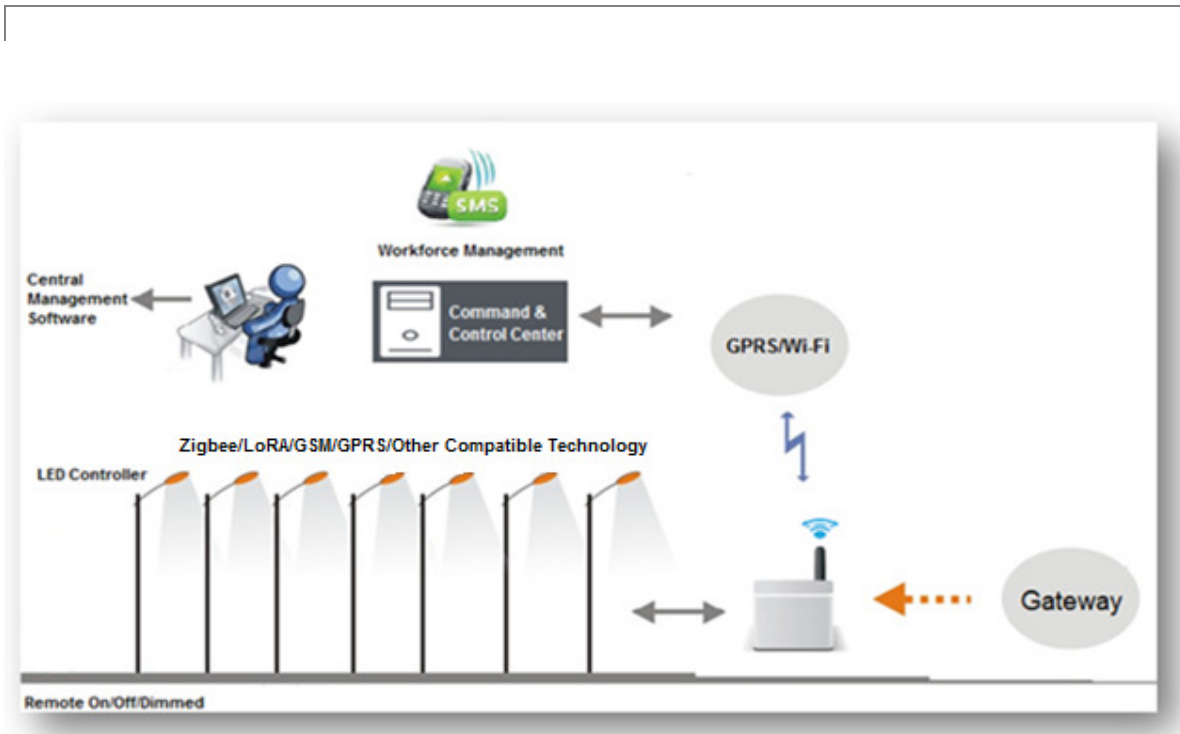 SMS
Workforce Management
Central
Management
Software
Command &
Control Center
GPRS/Wi-Fi
Zigbee/LoRA/GSM/GPRS/Other Compatible Technology
LED Controller
Gateway
Remote On/Off/Dimmed